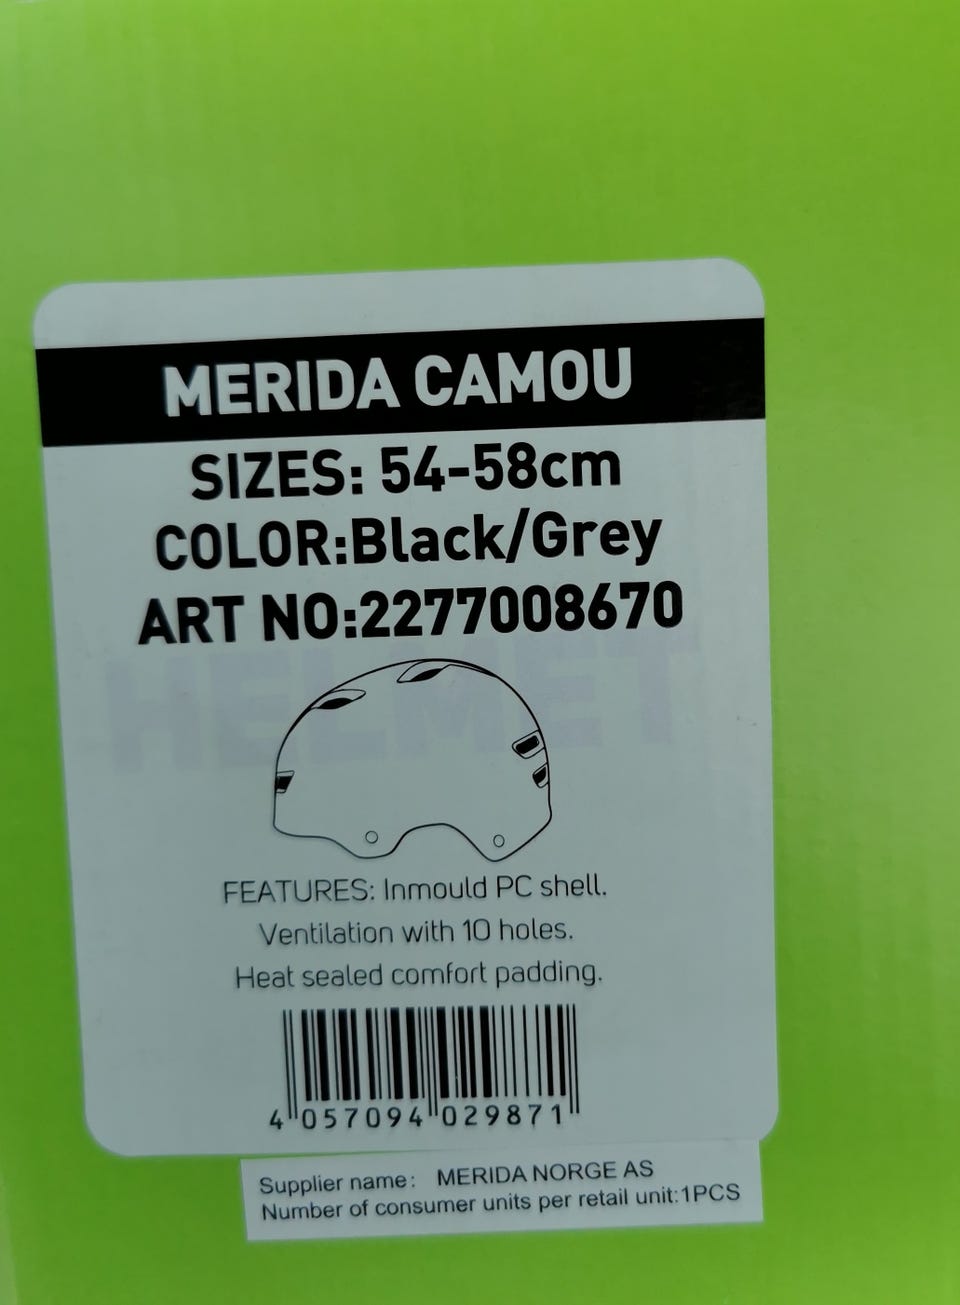 MERIDA CAMOU
SIZES: 54-58cm
COLOR:Black/Grey
ART NO:2277008670
HELMET
FEATURES: Inmould PC shell.
Ventilation with 10 holes.
Heat sealed comfort padding.
4 057094 029871
Supplier name: MERIDA NORGE AS
Number of consumer units per retail unit:1PCS